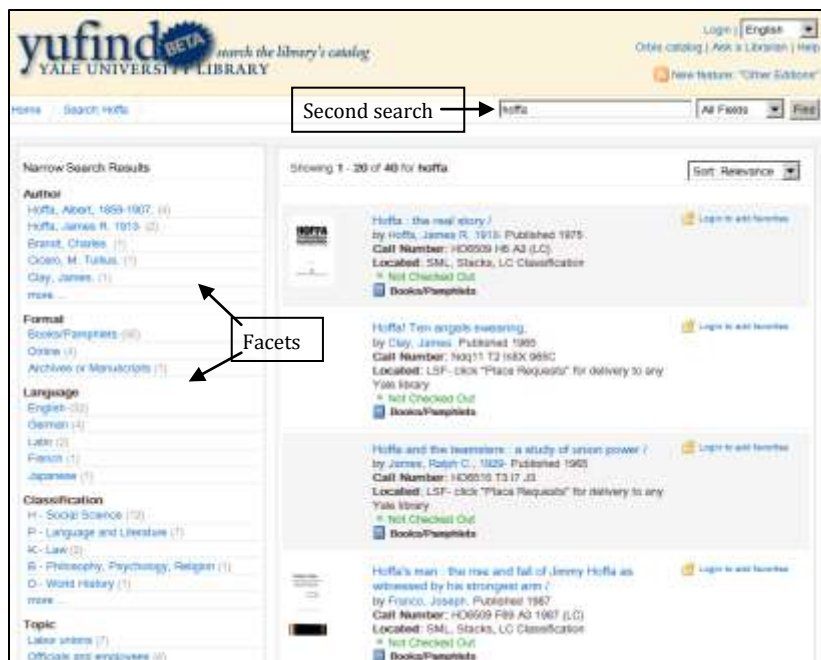 yufind BETA search the library's catalog
YALE UNIVERSITY LIBRARY
Login | English
Orbis catalog | Ask a Librarian | Help
New feature: "Other Editions"
Home Search: Hoffa
Second search
hoffa All Fields Find
Narrow Search Results
Showing 1 - 20 of 40 for hoffa
Sort Relevance
Author
Hoffa, Albert, 1859-1907. (4)
Hoffa, James R. 1913- (2)
Brandt, Charles. (1)
Cicero, M. Tullius. (1)
Clay, James. (1)
more ...
Format
Books/Pamphlets
Online (4)
Archives or Manuscripts (1)
Facets
Language
English
German (4)
Latin (2)
French (1)
Japanese (1)
Classification
H - Social Science
P - Language and Literature (7)
K - Law (2)
B - Philosophy, Psychology, Religion (1)
D - World History (1)
more ...
Topic
Labor unions (7)
Officials and employees
HOFFA
Hoffa : the real story /
by Hoffa, James R. 1913- Published 1975
Call Number: HD6509 H6 A3 (LC)
Located: SML, Stacks, LC Classification
Not Checked Out
Books/Pamphlets
Login to add favorites
Hoffa! Ten angels swearing.
by Clay, James. Published 1965
Call Number:
Located: LSF- click "Place Requests" for delivery to any
Yale library
Not Checked Out
Books/Pamphlets
Login to add favorites
Hoffa and the teamsters : a study of union power /
by James, Ralph C., 1929- Published 1965
Call Number:
Located: LSF- click "Place Requests" for delivery to any
Yale library
Not Checked Out
Books/Pamphlets
Login to add favorites
Hoffa's man : the rise and fall of Jimmy Hoffa as
witnessed by his strongest arm /
by Franco, Joseph. Published 1987
Call Number: HD6509 F89 A3 1987 (LC)
Located: SML, Stacks, LC Classification
Not Checked Out
Books/Pamphlets
Login to add favorites